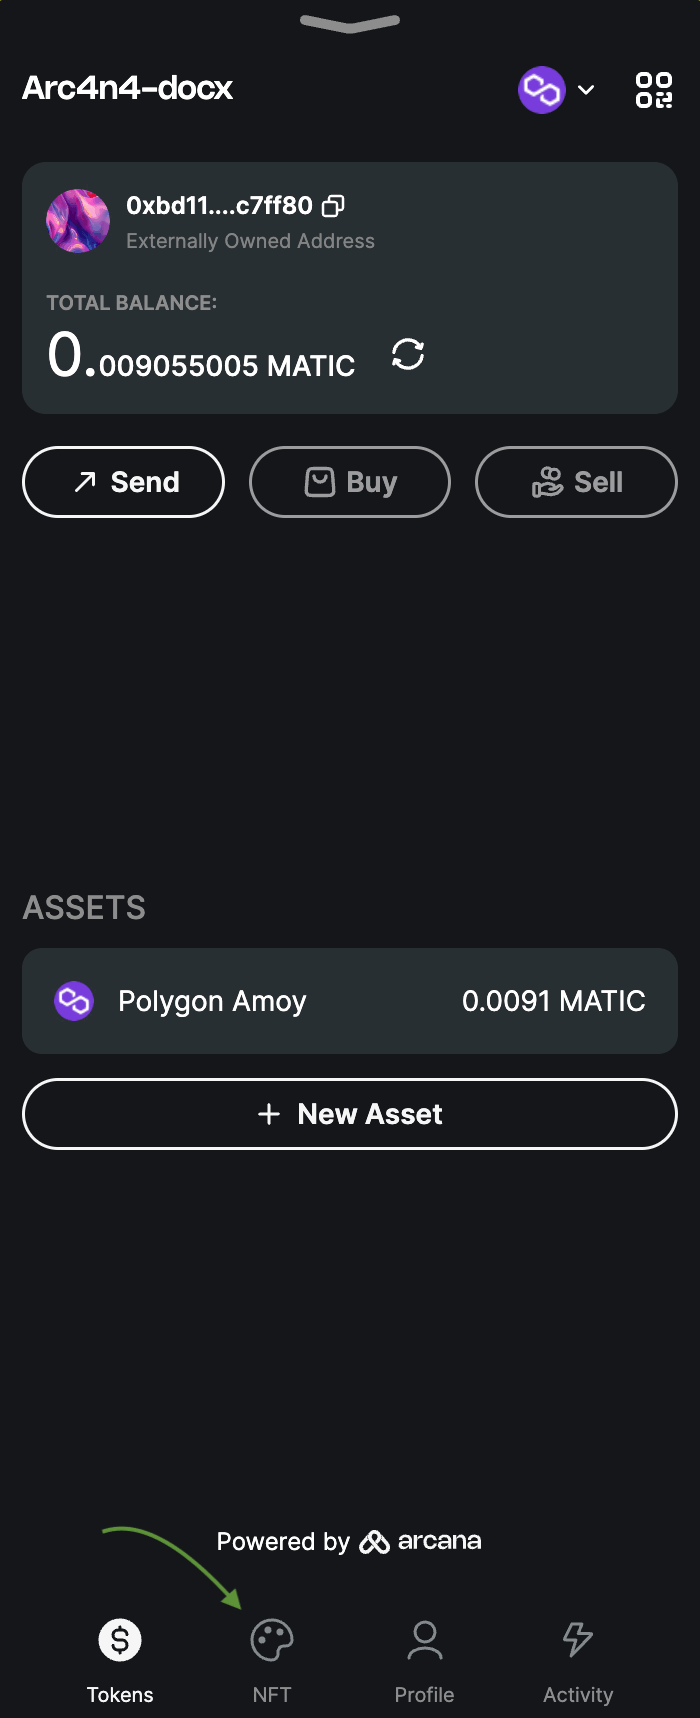 Arc4n4-docx
0xbd11....c7ff80
Externally Owned Address
TOTAL BALANCE:
0.009055005 MATIC
Send
Buy
Sell
ASSETS
Polygon Amoy 0.0091 MATIC
+ New Asset
Powered by arcana
Tokens
NFT
Profile
Activity